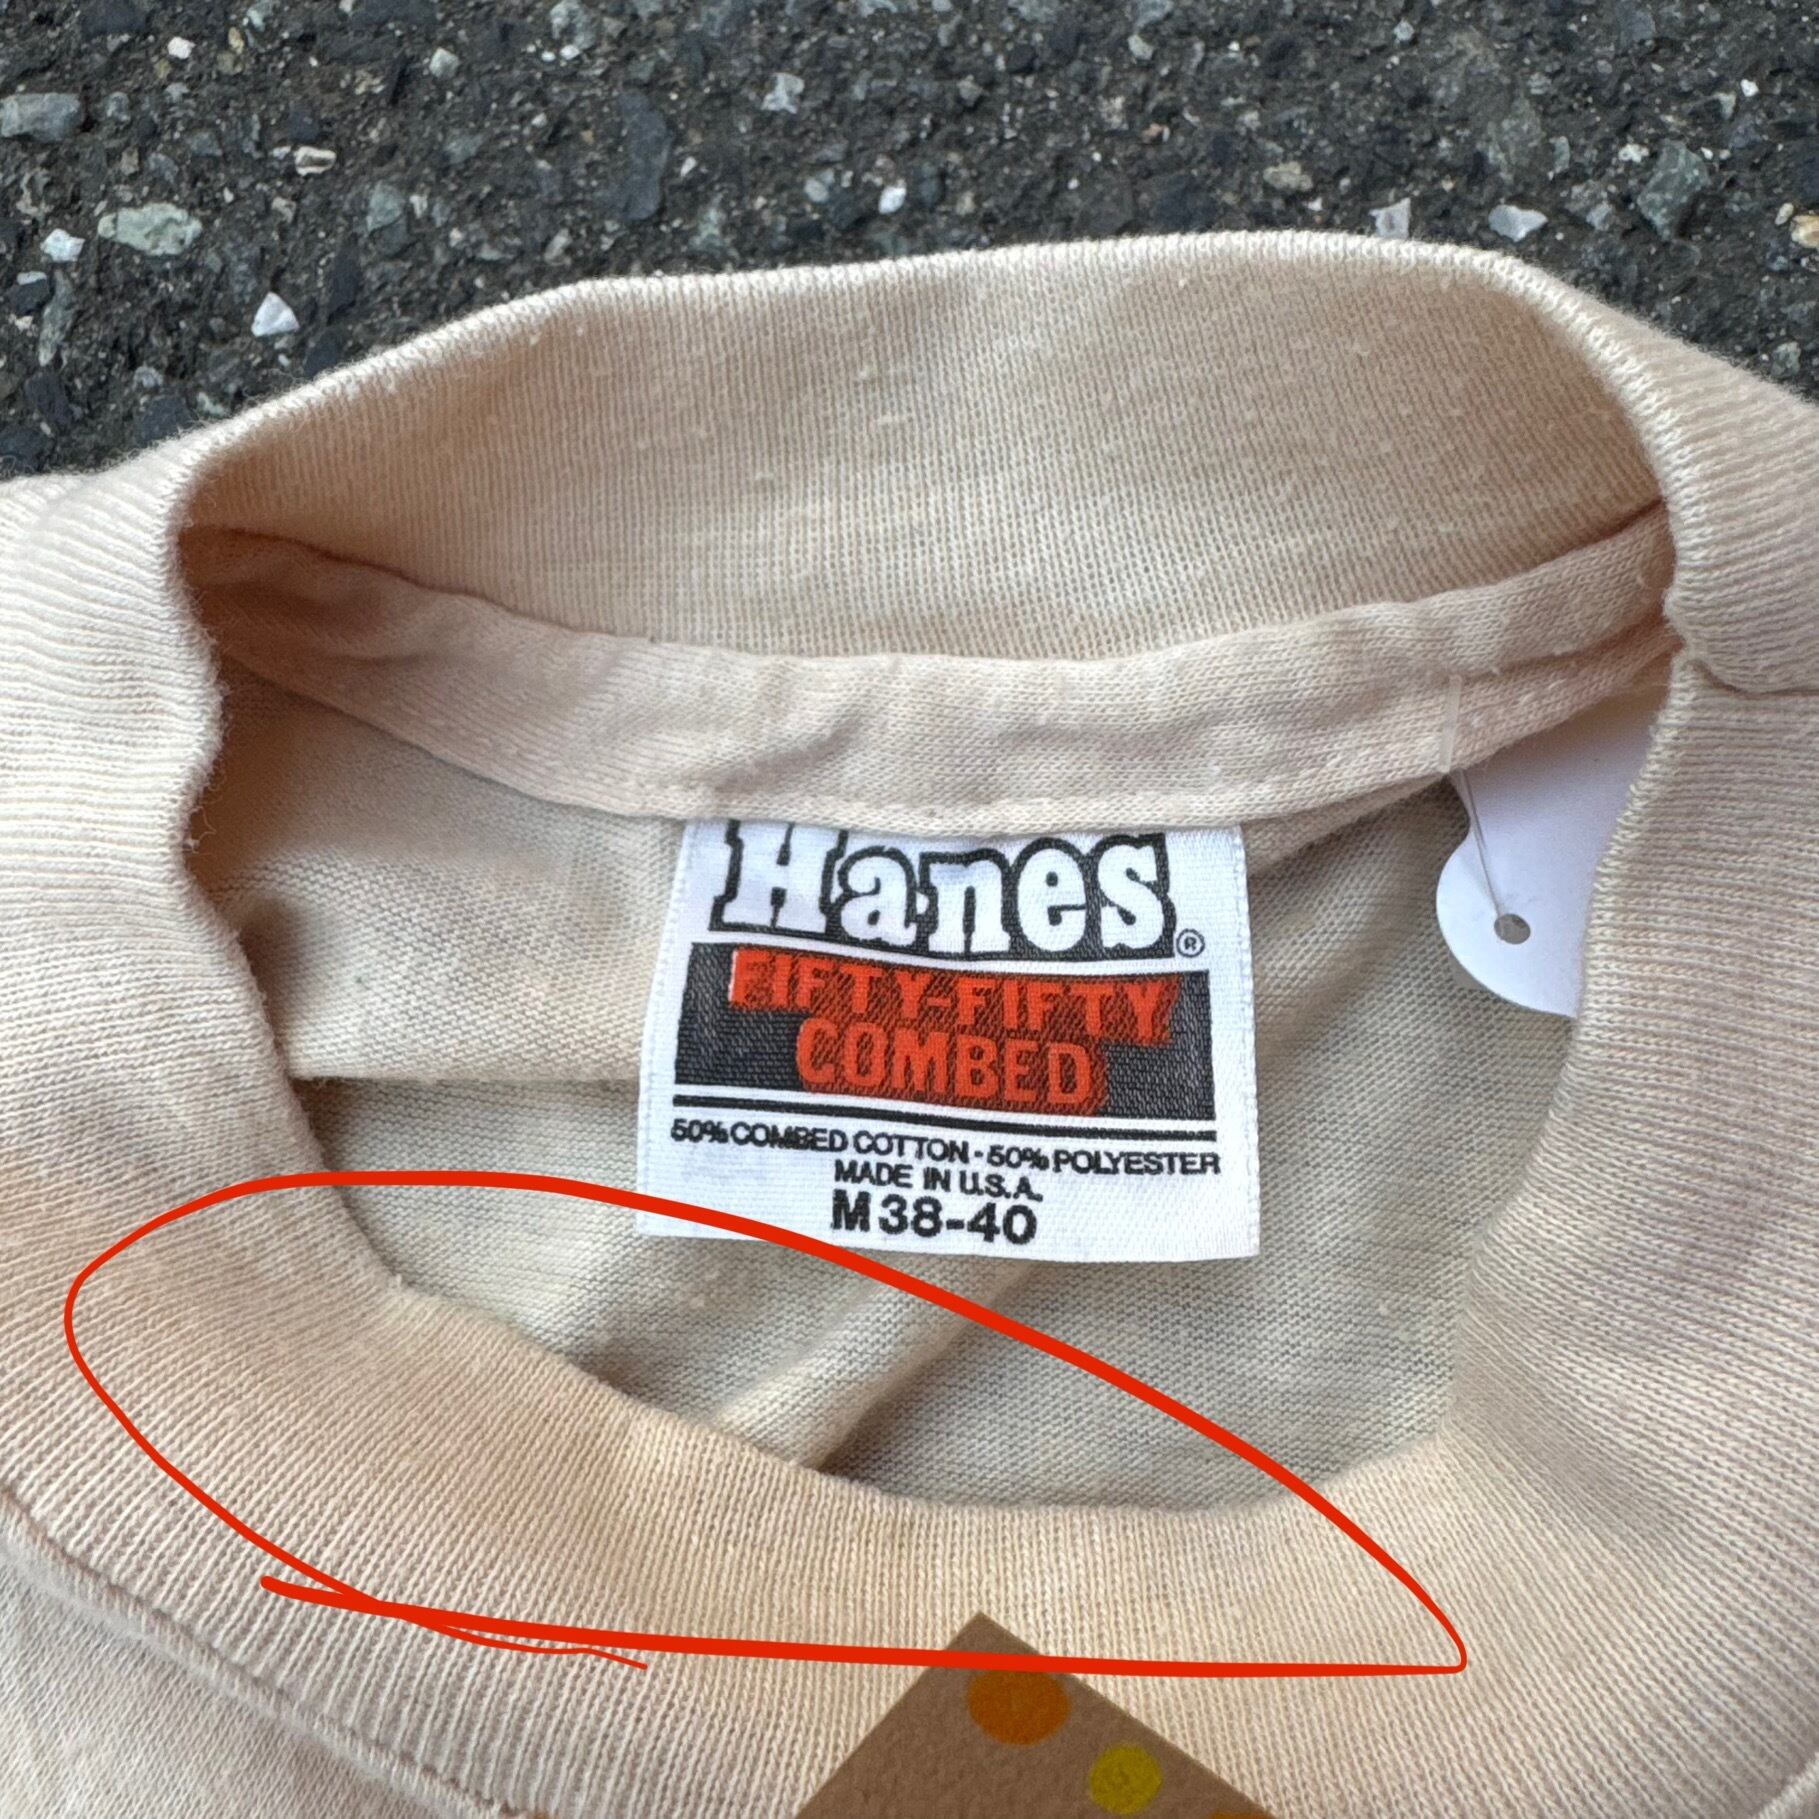 Hanes®
FIFTY-FIFTY
COMBED
50% COMBED COTTON - 50% POLYESTER
MADE IN U.S.A.
M 38-40